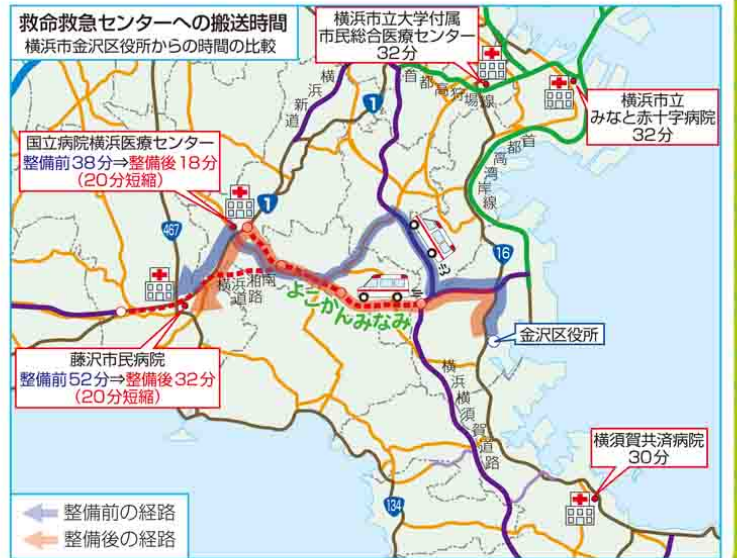 救命救急センターへの搬送時間
横浜市金沢区役所からの時間の比較
横浜市立大学付属
市民総合医療センター
32分
横浜市立
みなと赤十字病院
32分
国立病院横浜医療センター
整備前38分⇒整備後18分
（20分短縮）
横浜新道
1
首都高狩場線
首都高湾岸線
1
467
16
横浜湘南道路
よこかんみなみ
金沢区役所
藤沢市民病院
整備前52分⇒整備後32分
（20分短縮）
横浜横須賀道路
横須賀共済病院
30分
134
整備前の経路
整備後の経路